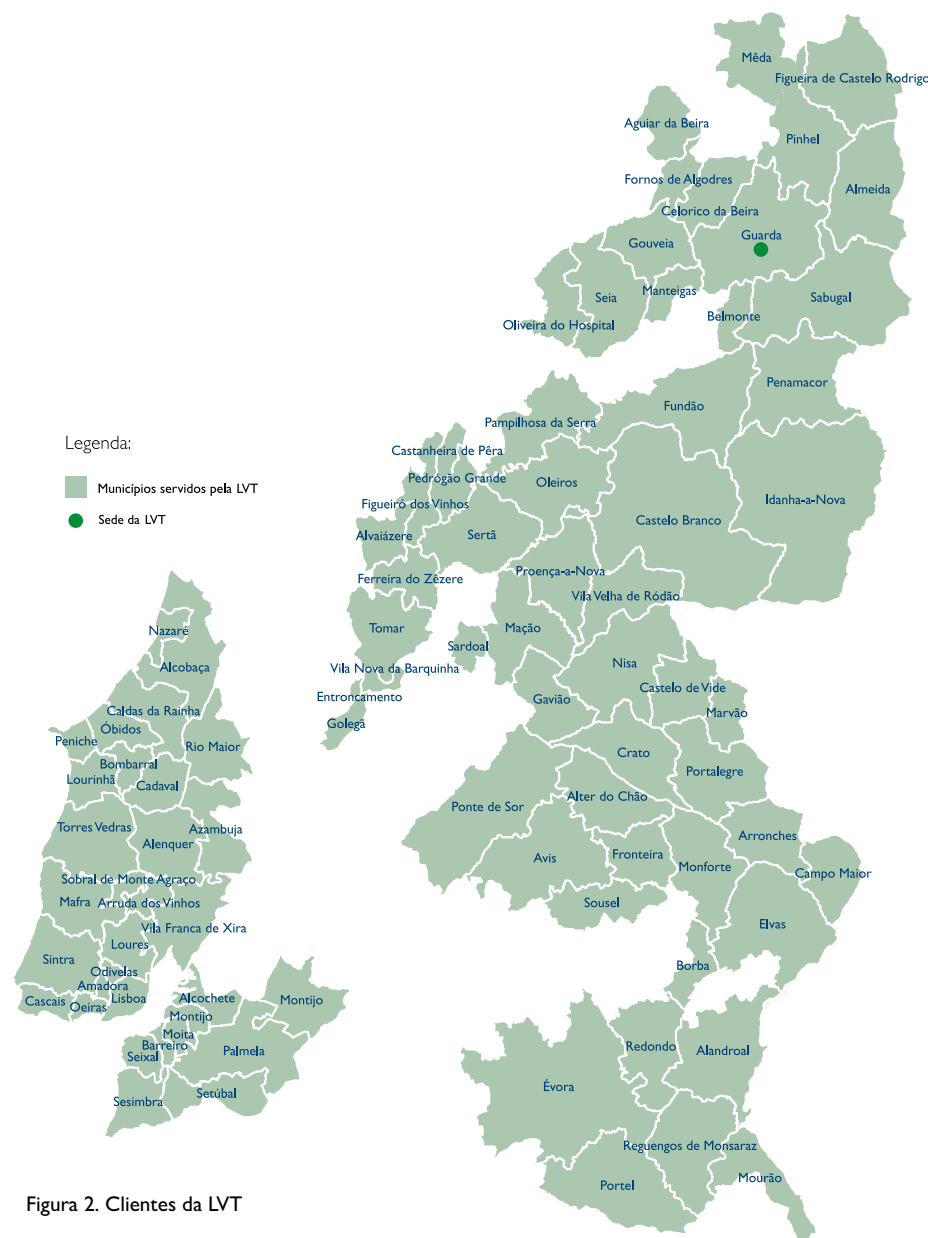 Mêda
Figueira de Castelo Rodrigo
Aguiar da Beira
Pinhel
Fornos de Algodres
Almeida
Celorico da Beira
Guarda
Gouveia
Manteigas
Seia
Sabugal
Belmonte
Oliveira do Hospital
Penamacor
Fundão
Pampilhosa da Serra
Legenda:
Castanheira de Pêra
Pedrógão Grande
Oleiros
Municípios servidos pela LVT
Idanha-a-Nova
Figueiró dos Vinhos
Sede da LVT
Castelo Branco
Alvaiázere
Sertã
Proença-a-Nova
Ferreira do Zêzere
Vila Velha de Ródão
Tomar
Mação
Nazaré
Sardoal
Alcobaça
Vila Nova da Barquinha
Nisa
Castelo de Vide
Entroncamento
Gavião
Marvão
Caldas da Rainha
Golegã
Óbidos
Peniche
Rio Maior
Crato
Bombarral
Portalegre
Lourinhã
Cadaval
Alter do Chão
Ponte de Sor
Torres Vedras
Azambuja
Arronches
Alenquer
Avis
Fronteira
Monforte
Campo Maior
Sobral de Monte Agraço
Mafra
Arruda dos Vinhos
Sousel
Elvas
Vila Franca de Xira
Loures
Sintra
Borba
Odivelas
Amadora
Lisboa
Cascais
Oeiras
Alcochete
Montijo
Montijo
Moita
Barreiro
Seixal
Palmela
Redondo
Alandroal
Évora
Setúbal
Sesimbra
Reguengos de Monsaraz
Mourão
Portel
Figura 2. Clientes da LVT